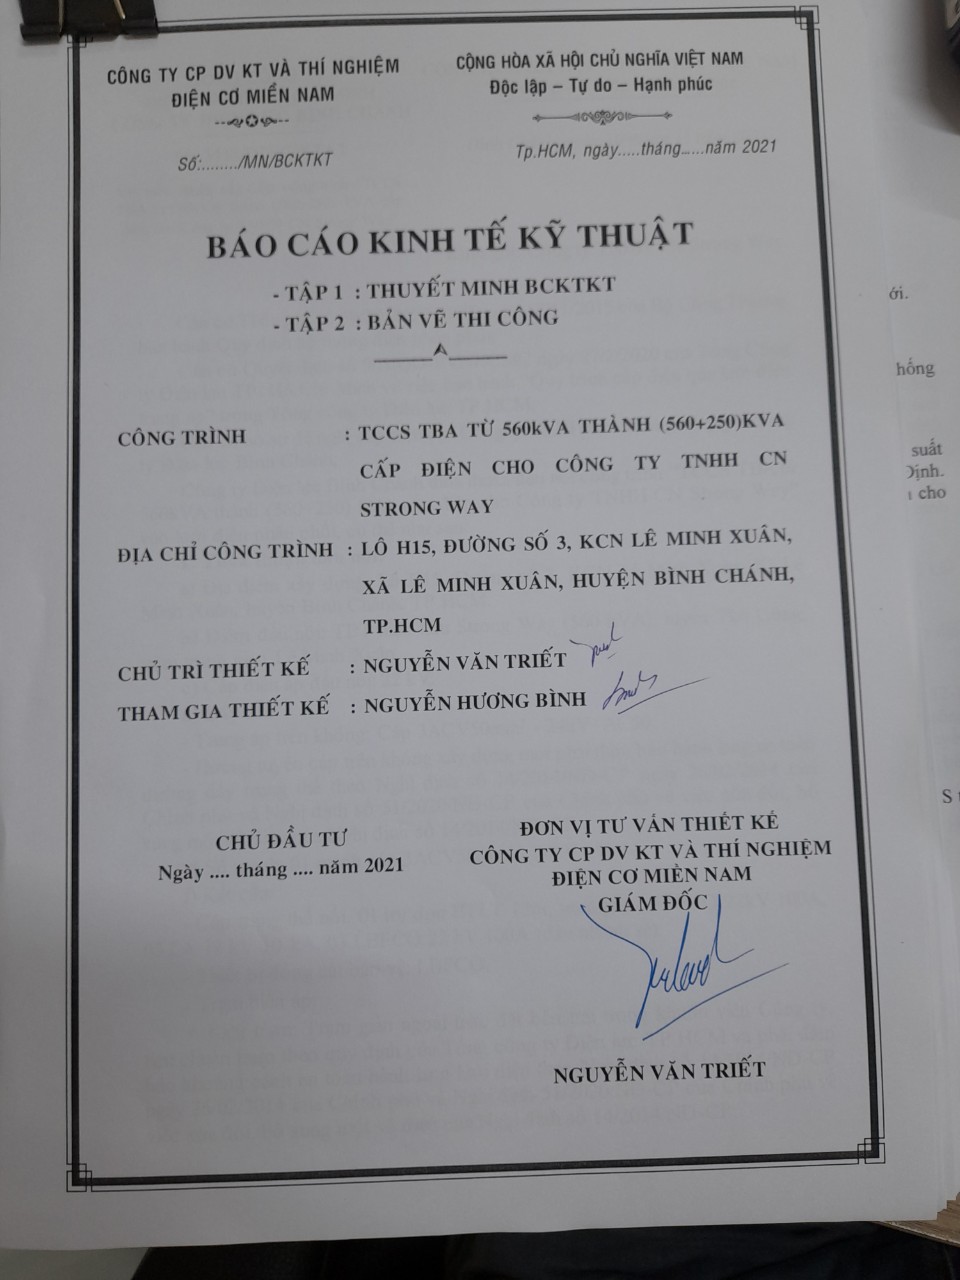 CÔNG TY CP DV KT VÀ THÍ NGHIỆM
ĐIỆN CƠ MIỀN NAM
Số:........./MN/BCKTKT
CỘNG HÒA XÃ HỘI CHỦ NGHĨA VIỆT NAM
Độc lập – Tự do – Hạnh phúc
Tp.HCM, ngày.....tháng......năm 2021
BÁO CÁO KINH TẾ KỸ THUẬT
- TẬP 1 : THUYẾT MINH BCKTKT
- TẬP 2 : BẢN VẼ THI CÔNG
CÔNG TRÌNH : TCCS TBA TỪ 560kVA THÀNH (560+250)KVA
CẤP ĐIỆN CHO CÔNG TY TNHH CN
STRONG WAY
ĐỊA CHỈ CÔNG TRÌNH : LÔ H15, ĐƯỜNG SỐ 3, KCN LÊ MINH XUÂN,
XÃ LÊ MINH XUÂN, HUYỆN BÌNH CHÁNH,
TP.HCM
CHỦ TRÌ THIẾT KẾ : NGUYỄN VĂN TRIẾT
THAM GIA THIẾT KẾ : NGUYỄN HƯƠNG BÌNH
CHỦ ĐẦU TƯ
Ngày .... tháng .... năm 2021
ĐƠN VỊ TƯ VẤN THIẾT KẾ
CÔNG TY CP DV KT VÀ THÍ NGHIỆM
ĐIỆN CƠ MIỀN NAM
GIÁM ĐỐC
NGUYỄN VĂN TRIẾT
ới.
hống
suất
Định.
cho
S